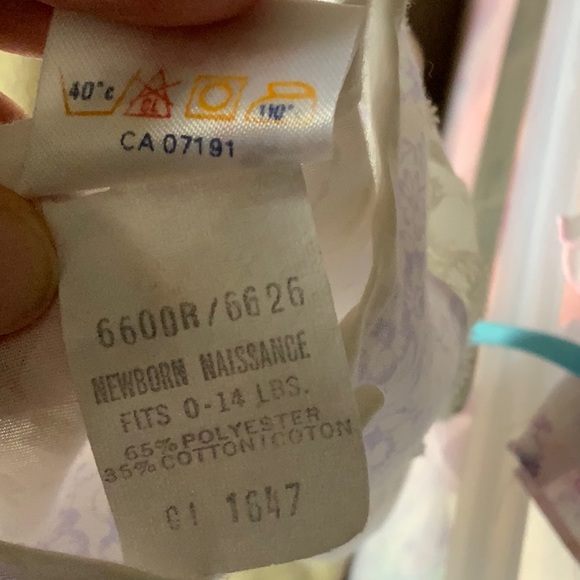 40°c CL 110°
CA 07191
6600R/6626
NEWBORN NAISSANCE
FITS 0-14 LBS.
65% POLYESTER
35% COTTON/COTON
1647